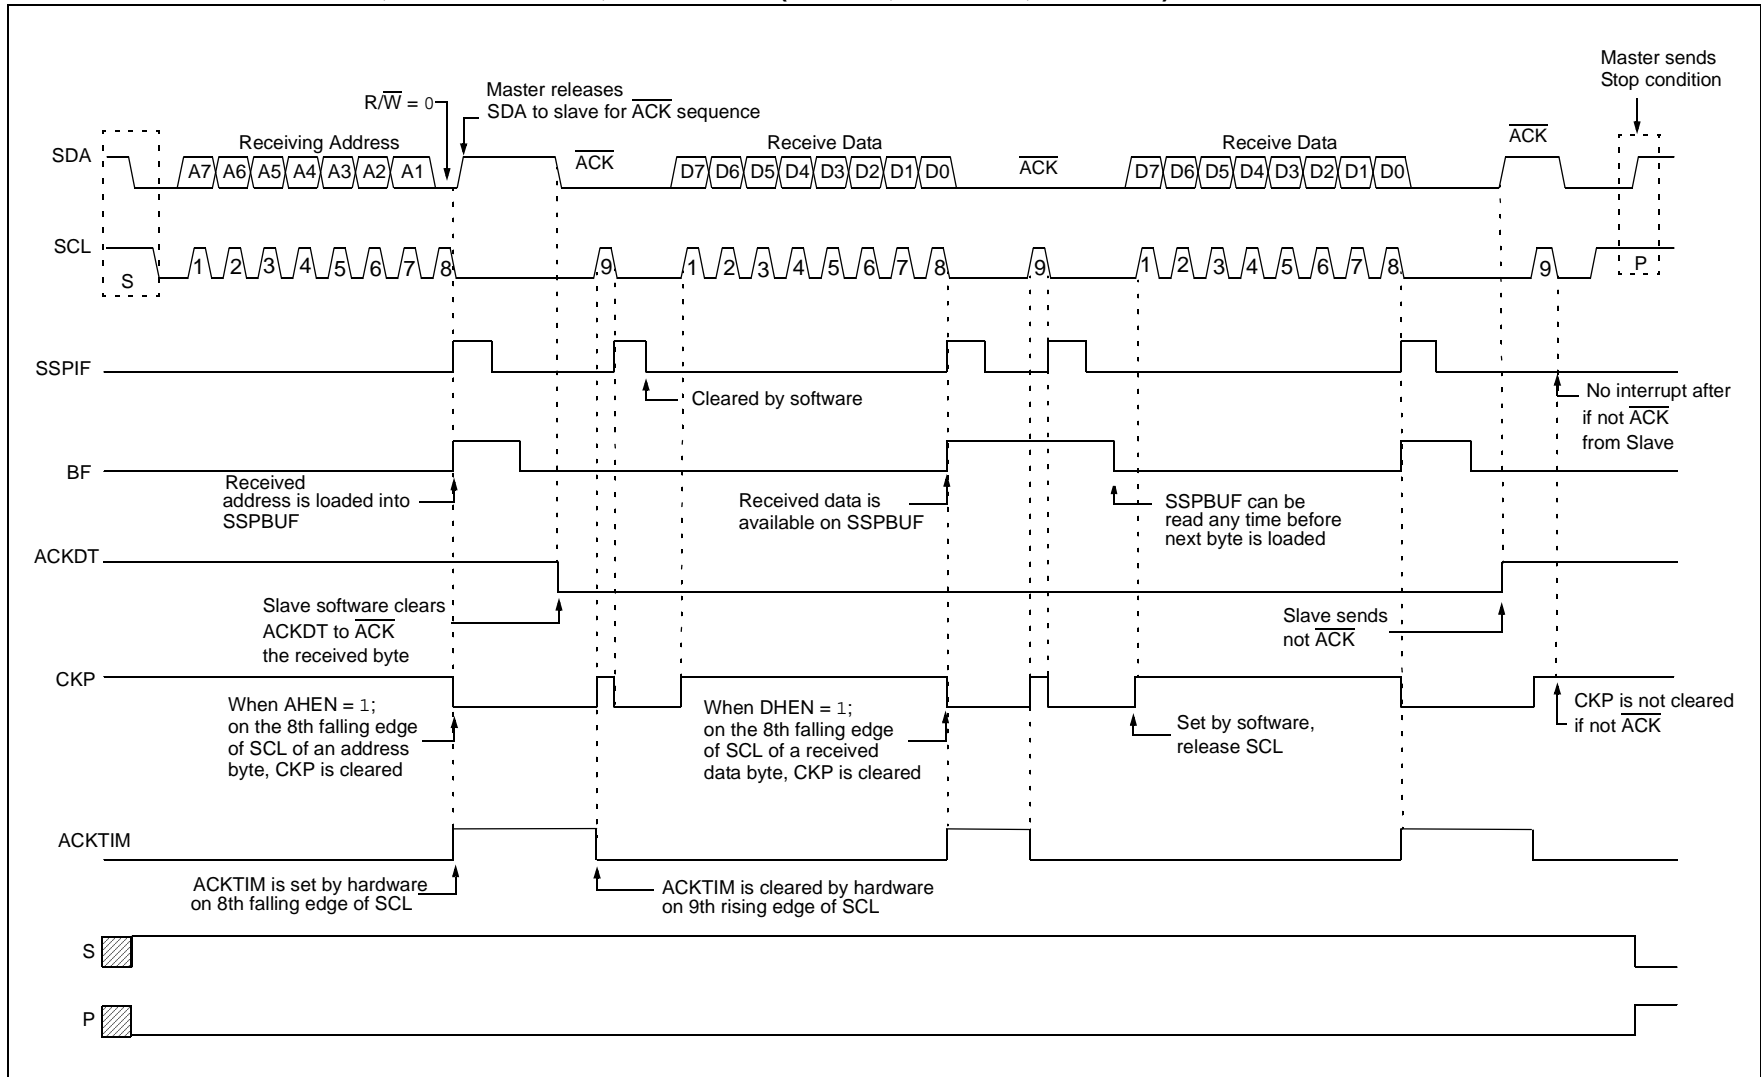 Master sends
Stop condition
Master releases
SDA to slave for ACK sequence
R/W = 0
Receiving Address
Receive Data
Receive Data
ACK
SDA
A7 A6 A5 A4 A3 A2 A1
ACK
D7 D6 D5 D4 D3 D2 D1 D0
ACK
D7 D6 D5 D4 D3 D2 D1 D0
SCL
S
1 2 3 4 5 6 7 8 9
1 2 3 4 5 6 7 8 9
1 2 3 4 5 6 7 8 9
P
SSPIF
Cleared by software
No interrupt after
if not ACK
from Slave
BF
Received
address is loaded into
SSPBUF
Received data is
available on SSPBUF
SSPBUF can be
read any time before
next byte is loaded
ACKDT
Slave software clears
ACKDT to ACK
the received byte
Slave sends
not ACK
CKP
When AHEN = 1;
on the 8th falling edge
of SCL of an address
byte, CKP is cleared
When DHEN = 1;
on the 8th falling edge
of SCL of a received
data byte, CKP is cleared
Set by software,
release SCL
CKP is not cleared
if not ACK
ACKTIM
ACKTIM is set by hardware
on 8th falling edge of SCL
ACKTIM is cleared by hardware
on 9th rising edge of SCL
S
P